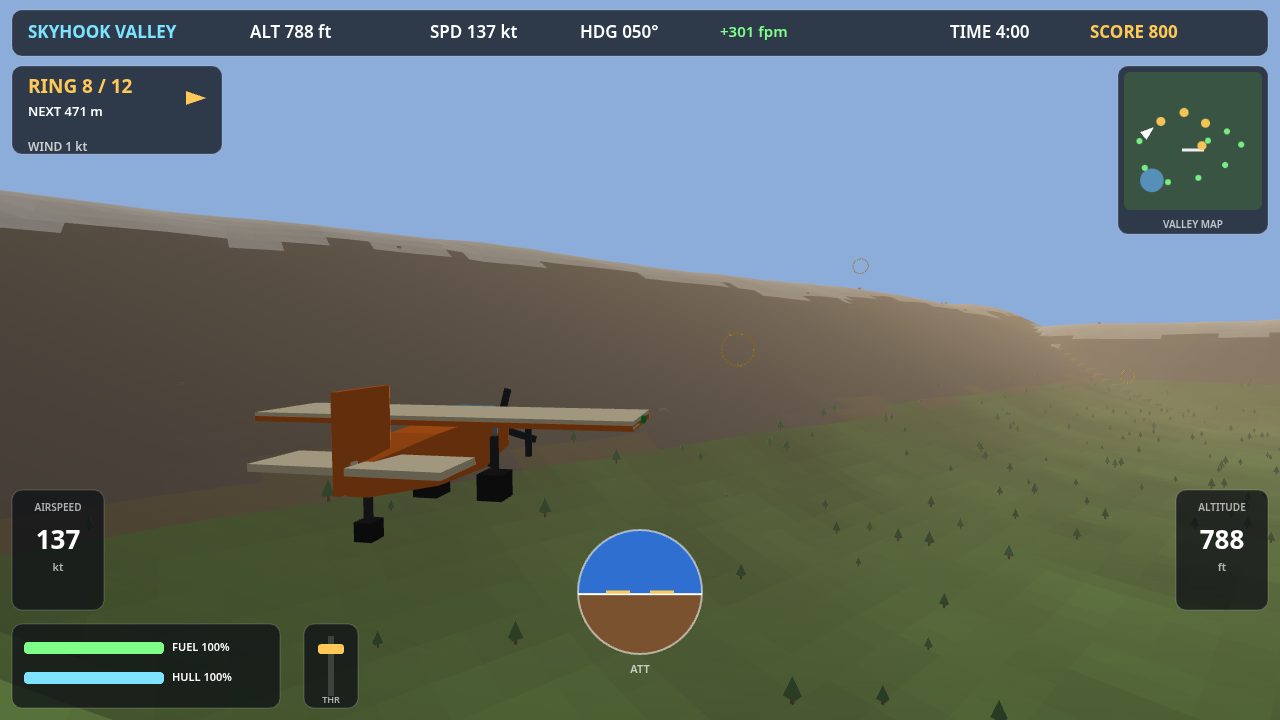 SKYHOOK VALLEY ALT 788 ft SPD 137 kt HDG 050° +301 fpm TIME 4:00 SCORE 800
RING 8 / 12
NEXT 471 m
WIND 1 kt
VALLEY MAP
AIRSPEED
137
kt
ALTITUDE
788
ft
FUEL 100%
HULL 100%
THR
ATT